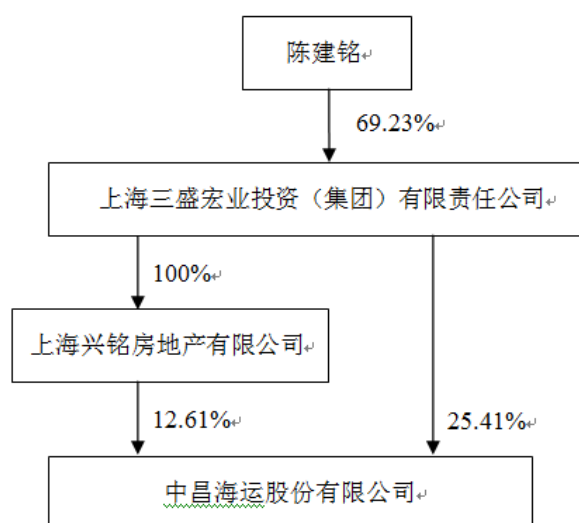 陈建铭
69.23%
上海三盛宏业投资（集团）有限责任公司
100%
上海兴铭房地产有限公司
12.61%
25.41%
中昌海运股份有限公司